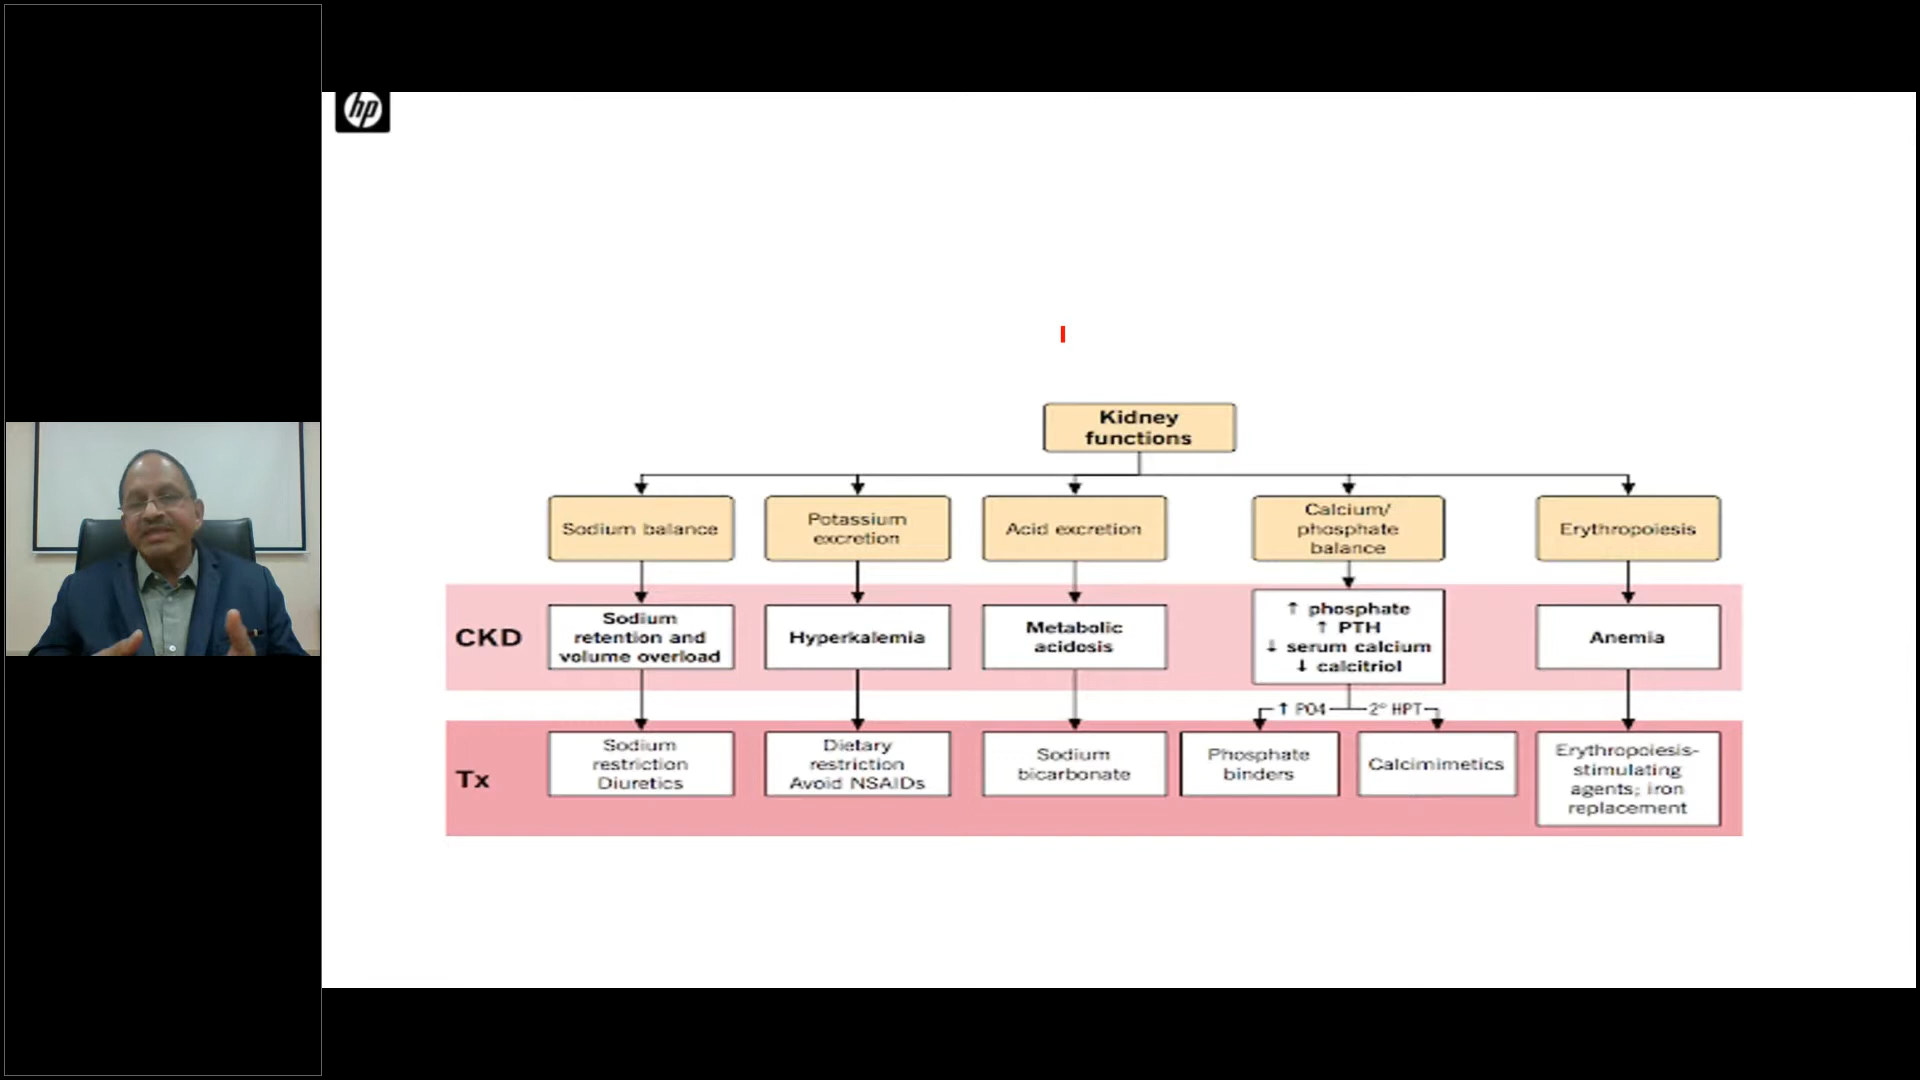 hp
Kidney
functions
Sodium balance
Potassium
excretion
Acid excretion
Calcium/
phosphate
balance
Erythropoiesis
CKD
Sodium
retention and
volume overload
Hyperkalemia
Metabolic
acidosis
↑ phosphate
↑ PTH
↓ serum calcium
↓ calcitriol
Anemia
↑ PO4
2° HPT
Tx
Sodium
restriction
Diuretics
Dietary
restriction
Avoid NSAIDs
Sodium
bicarbonate
Phosphate
binders
Calcimimetics
Erythropoiesis-
stimulating
agents; iron
replacement